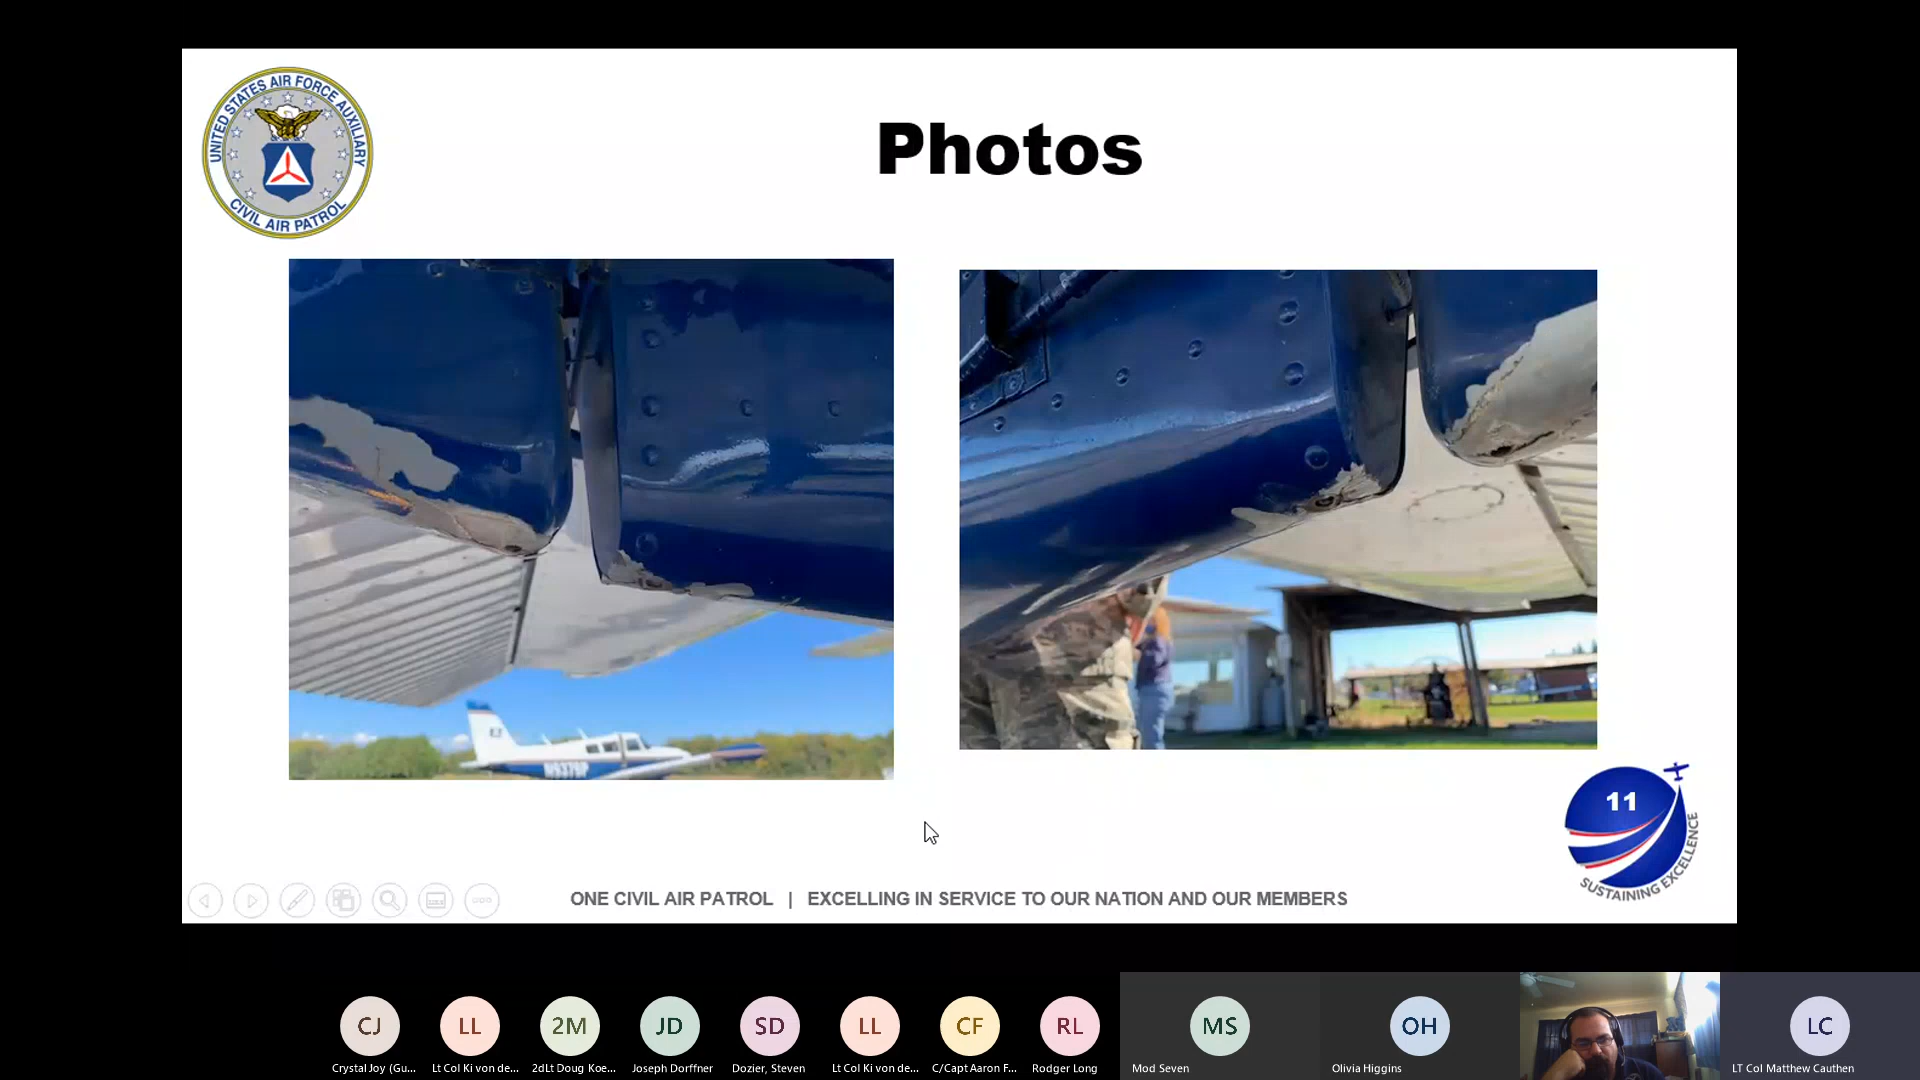 UNITED STATES AIR FORCE AUXILIARY
CIVIL AIR PATROL
Photos
11
SUSTAINING EXCELLENCE
ONE CIVIL AIR PATROL | EXCELLING IN SERVICE TO OUR NATION AND OUR MEMBERS
CJ LL 2M JD SD LL CF RL MS OH LC
Crystal Joy (Gu... Lt Col Ki von de... 2dLt Doug Koe... Joseph Dorffner Dozier, Steven Lt Col Ki von de... C/Capt Aaron F... Rodger Long Mod Seven Olivia Higgins LT Col Matthew Cauthen